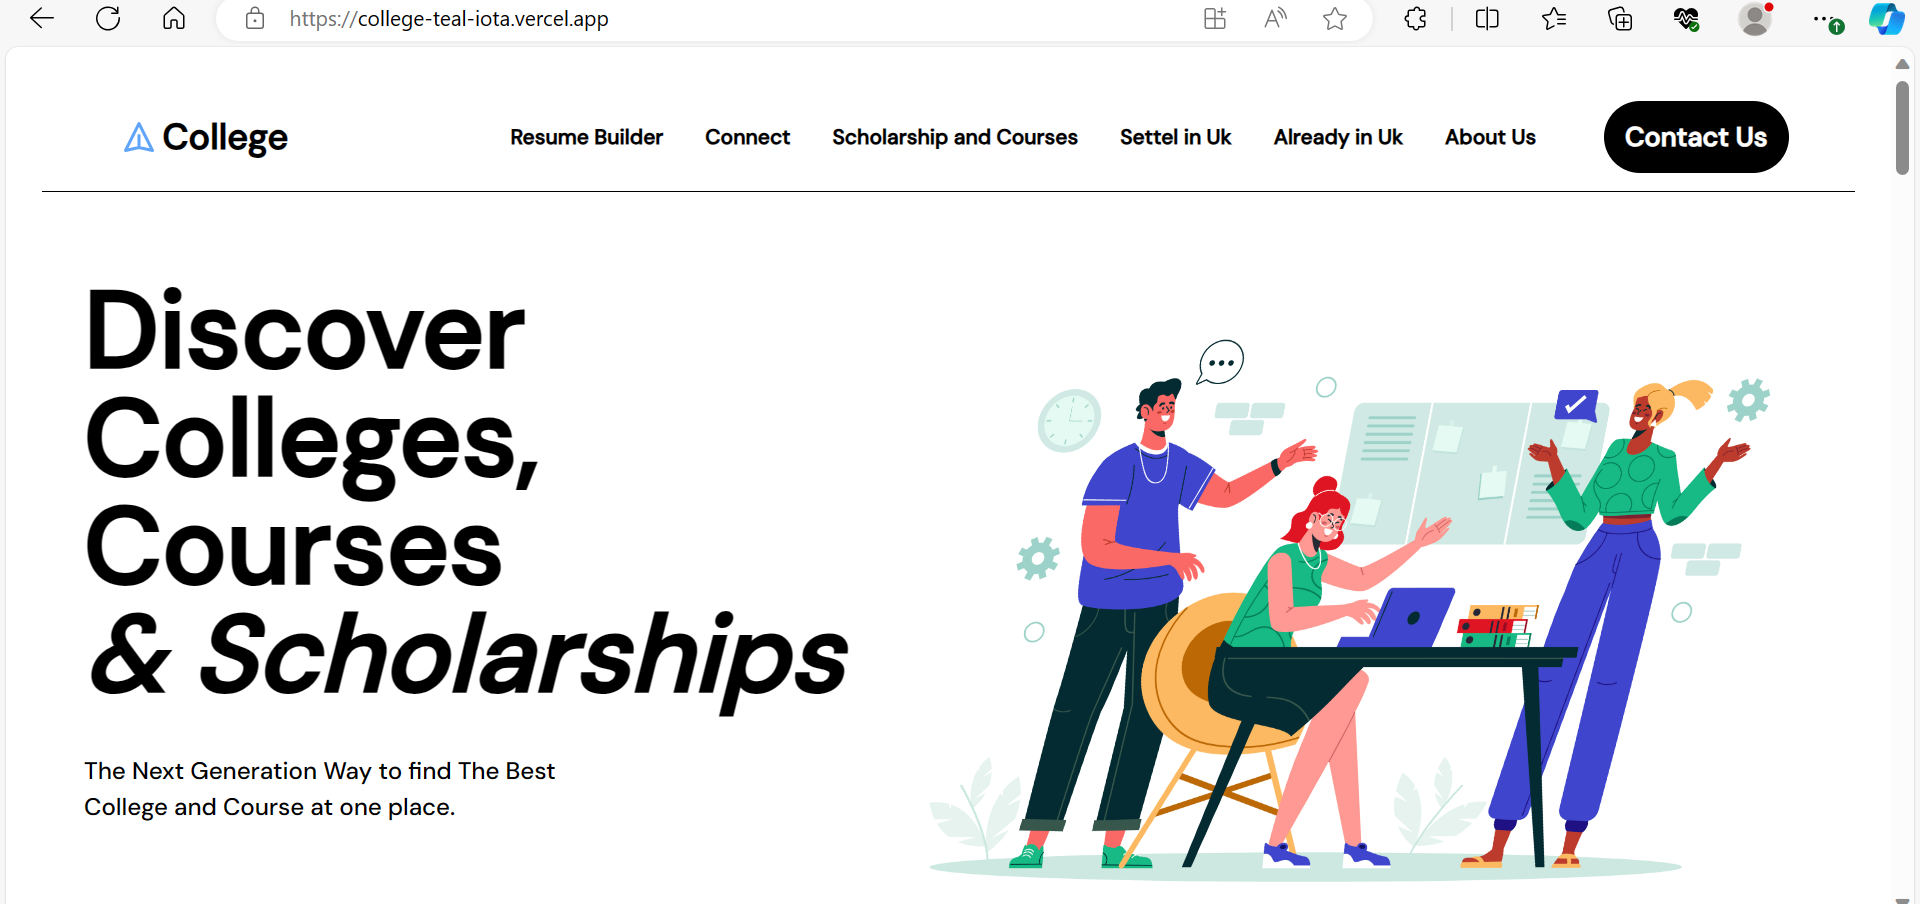 https://college-teal-iota.vercel.app
College
Resume Builder Connect Scholarship and Courses Settel in Uk Already in Uk About Us Contact Us
Discover
Colleges,
Courses
& Scholarships
The Next Generation Way to find The Best
College and Course at one place.